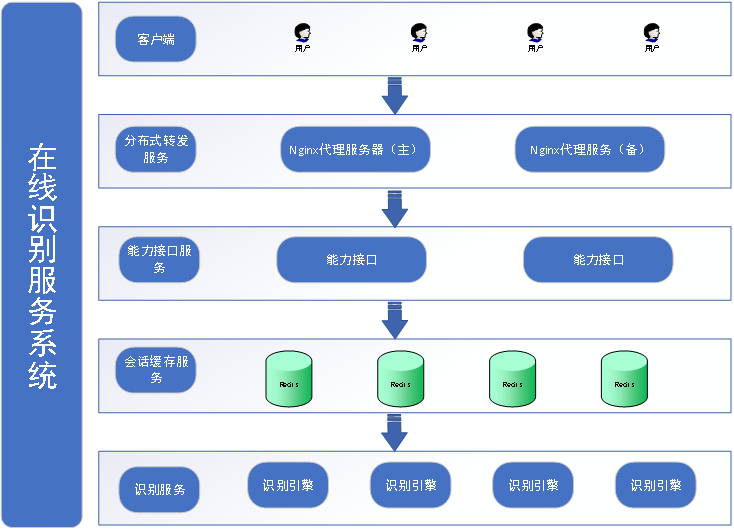 在线识别服务系统
客户端
用户
用户
用户
用户
分布式转发
服务
Nginx代理服务器（主）
Nginx代理服务（备）
能力接口服
务
能力接口
能力接口
会话缓存服
务
Redis
Redis
Redis
Redis
识别服务
识别引擎
识别引擎
识别引擎
识别引擎